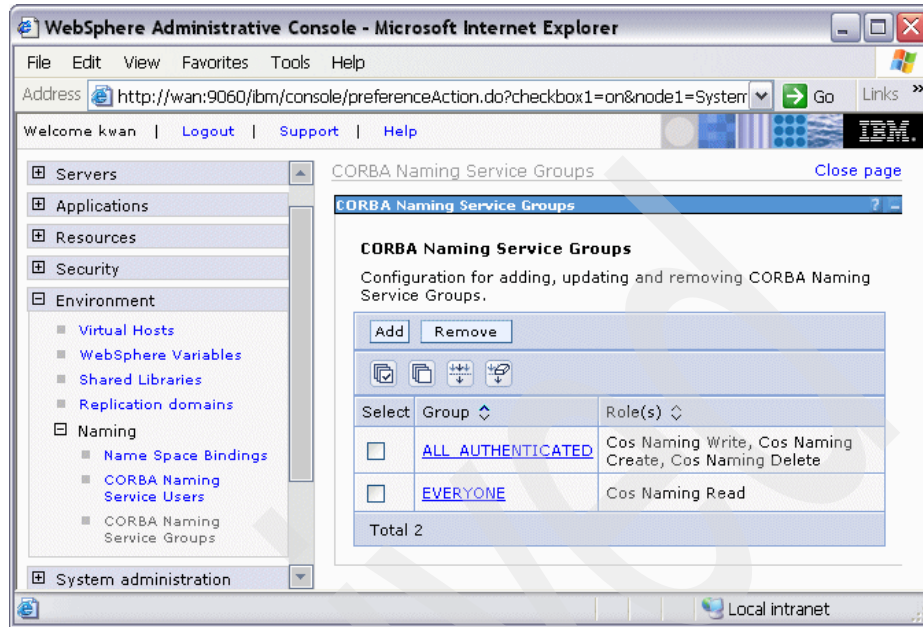 WebSphere Administrative Console - Microsoft Internet Explorer
File Edit View Favorites Tools Help
Address http://wan:9060/ibm/console/preferenceAction.do?checkbox1=on&node1=System Go Links »
Welcome kwan | Logout | Support | Help IBM.
Servers
Applications
Resources
Security
Environment
Virtual Hosts
WebSphere Variables
Shared Libraries
Replication domains
Naming
Name Space Bindings
CORBA Naming
Service Users
CORBA Naming
Service Groups
System administration
CORBA Naming Service Groups Close page
CORBA Naming Service Groups ? -
CORBA Naming Service Groups
Configuration for adding, updating and removing CORBA Naming
Service Groups.
Add Remove
Select Group Role(s)
ALL_AUTHENTICATED Cos Naming Write, Cos Naming
Create, Cos Naming Delete
EVERYONE Cos Naming Read
Total 2
Local intranet